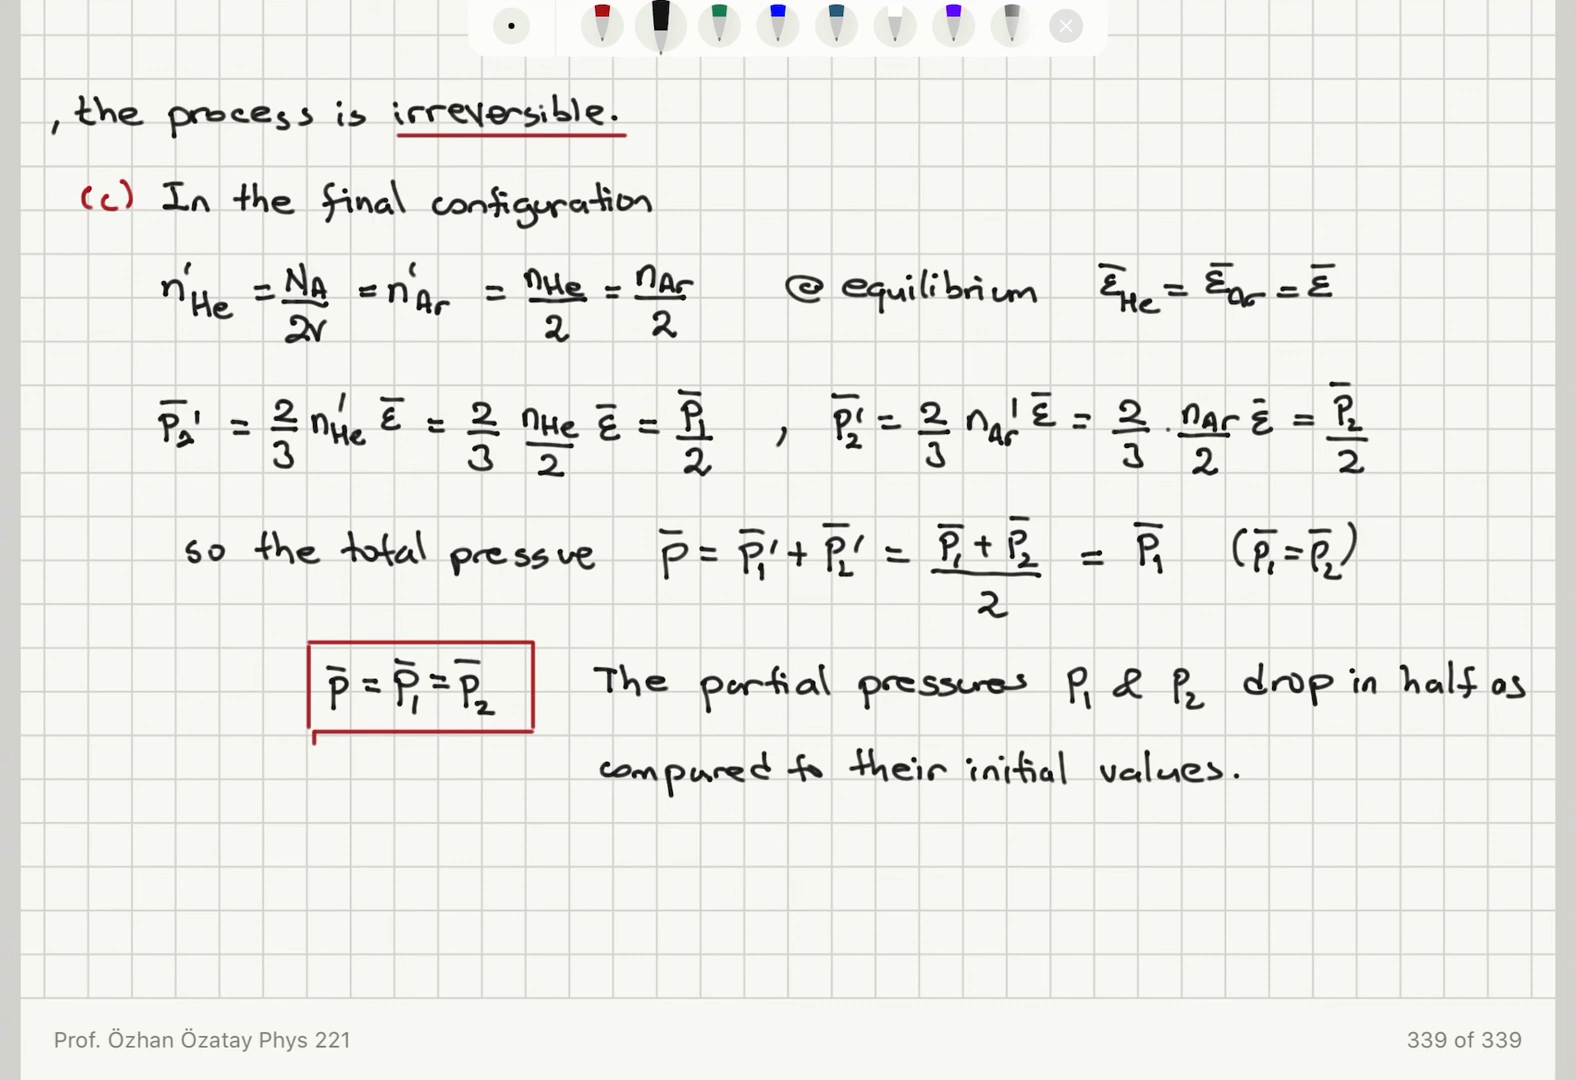 , the process is irreversible.
(c) In the final configuration
n'He = NA/2V = n'Ar = nHe/2 = nAr/2 @ equilibrium ε̄He = ε̄Ar = ε̄
P̄2' = 2/3 n'He ε̄ = 2/3 nHe/2 ε̄ = P̄1/2 , P̄2' = 2/3 nAr' ε̄ = 2/3 · nAr/2 ε̄ = P̄2/2
so the total pressue p̄ = P̄1' + P̄2' = (P̄1 + P̄2)/2 = P̄1 (P̄1 = P̄2)
p̄ = P̄1 = P̄2 The partial pressures P1 & P2 drop in half as
compared to their initial values.
Prof. Özhan Özatay Phys 221
339 of 339